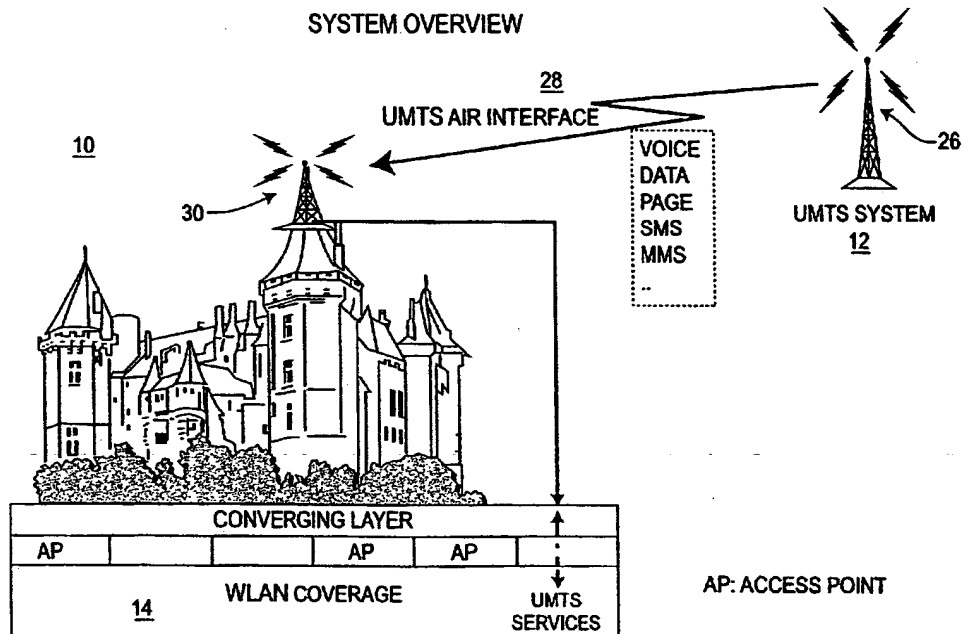 SYSTEM OVERVIEW
28
UMTS AIR INTERFACE
10
VOICE
DATA
PAGE
SMS
MMS
..
26
30
UMTS SYSTEM
12
CONVERGING LAYER
AP AP AP
WLAN COVERAGE
14
UMTS
SERVICES
AP: ACCESS POINT